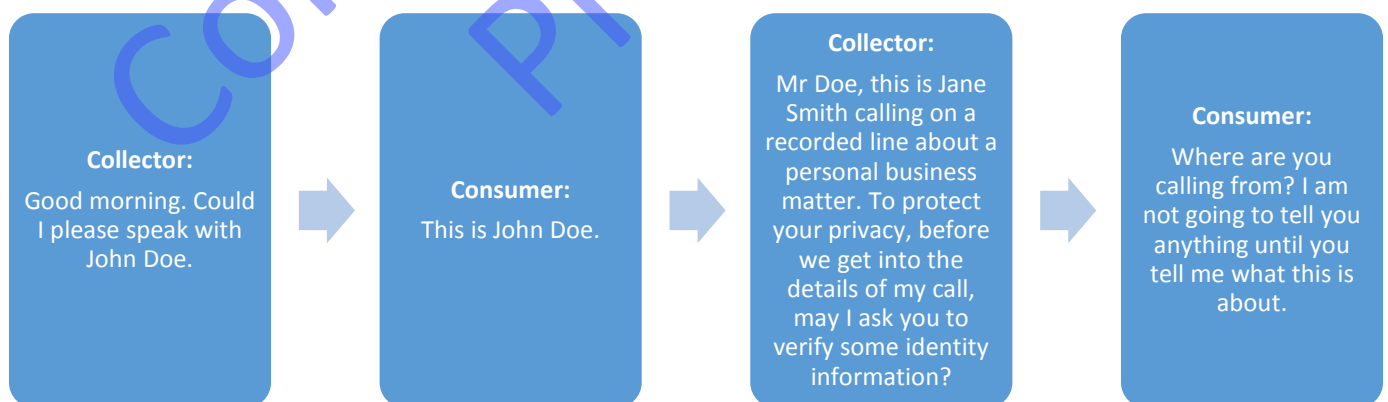 Collector:
Good morning. Could
I please speak with
John Doe.
Consumer:
This is John Doe.
Collector:
Mr Doe, this is Jane
Smith calling on a
recorded line about a
personal business
matter. To protect
your privacy, before
we get into the
details of my call,
may I ask you to
verify some identity
information?
Consumer:
Where are you
calling from? I am
not going to tell you
anything until you
tell me what this is
about.